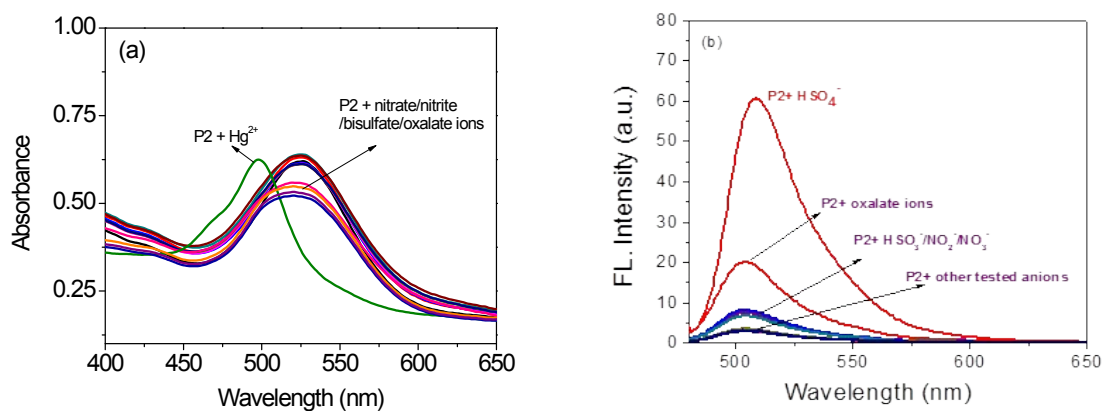 (a)
1.00
0.75
0.50
0.25
Absorbance
P2 + Hg²⁺
P2 + nitrate/nitrite
/bisulfate/oxalate ions
400 450 500 550 600 650
Wavelength (nm)
(b)
80
70
60
50
40
30
20
10
0
FL. Intensity (a.u.)
P2+ HSO₄⁻
P2+ oxalate ions
P2+ HSO₃⁻/NO₂⁻/NO₃⁻
P2+ other tested anions
500 550 600 650
Wavelength (nm)